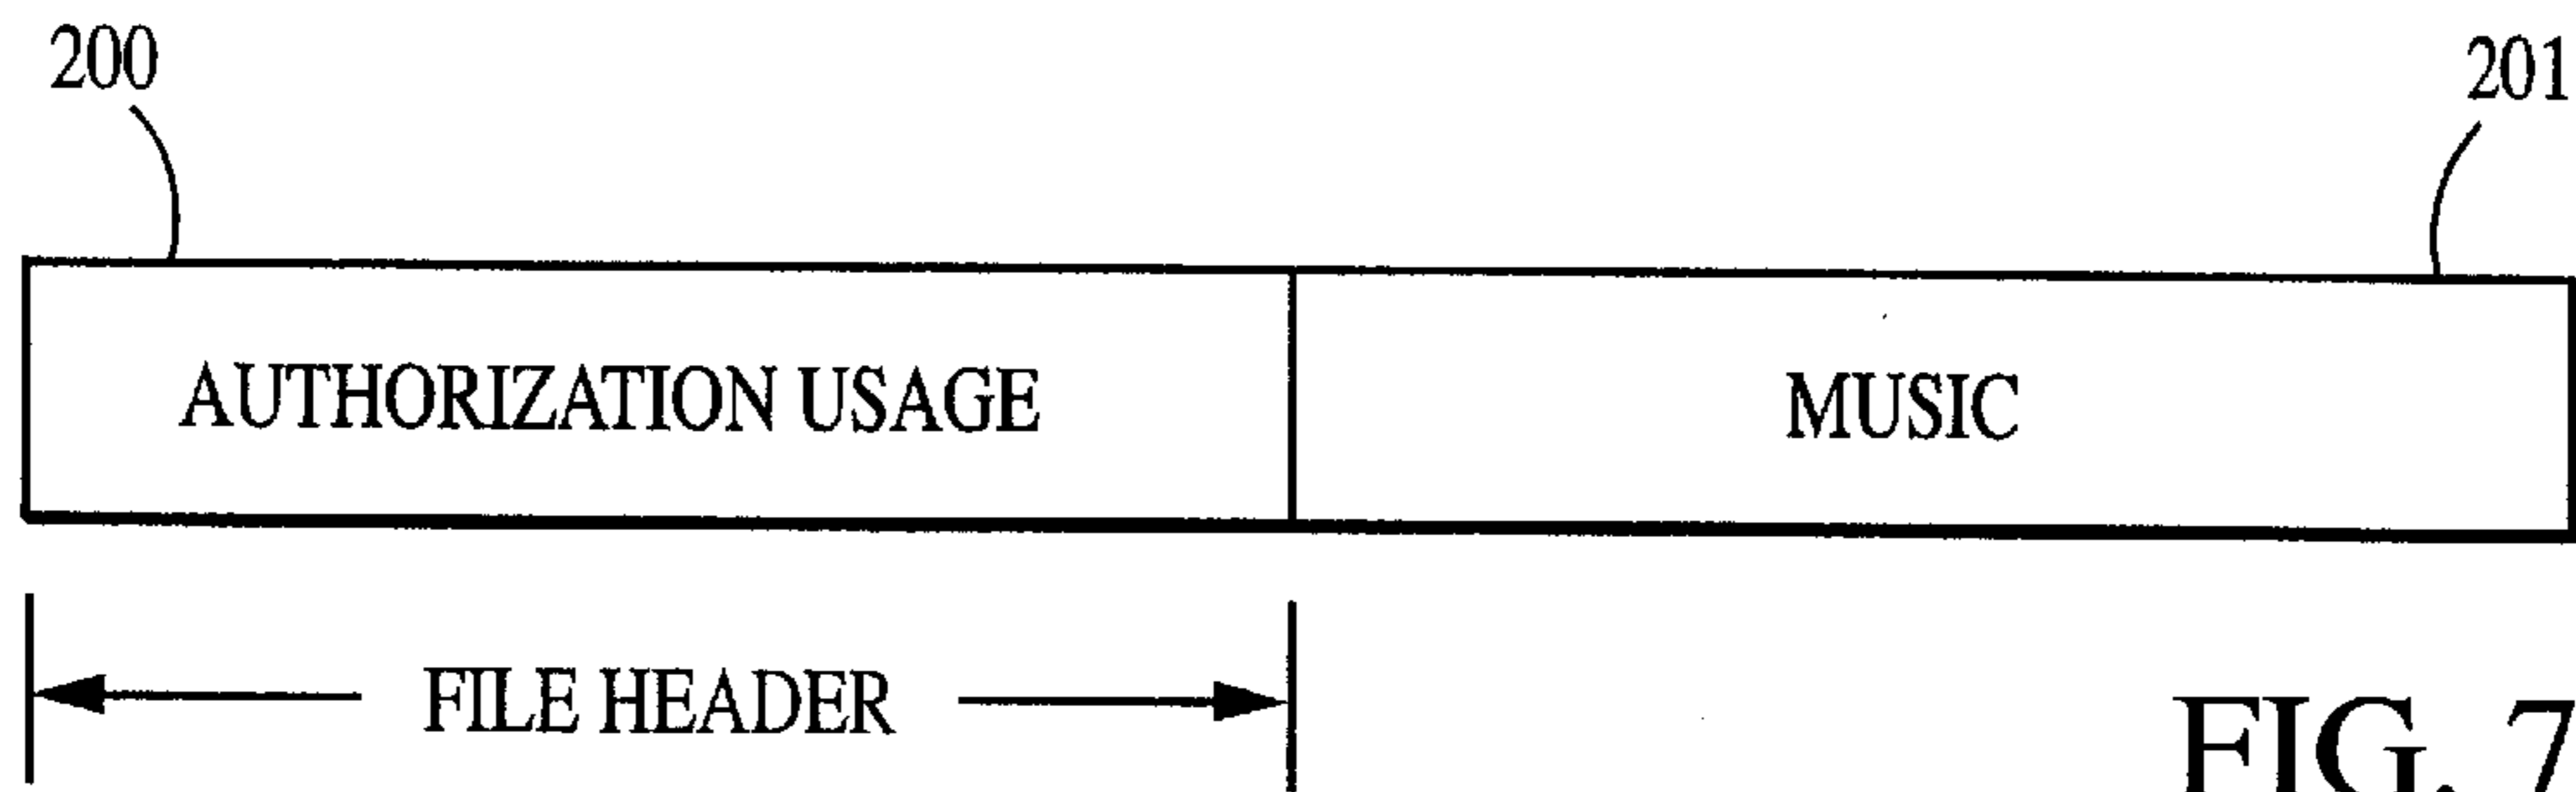 200
201
AUTHORIZATION USAGE
MUSIC
FILE HEADER
FIG. 7